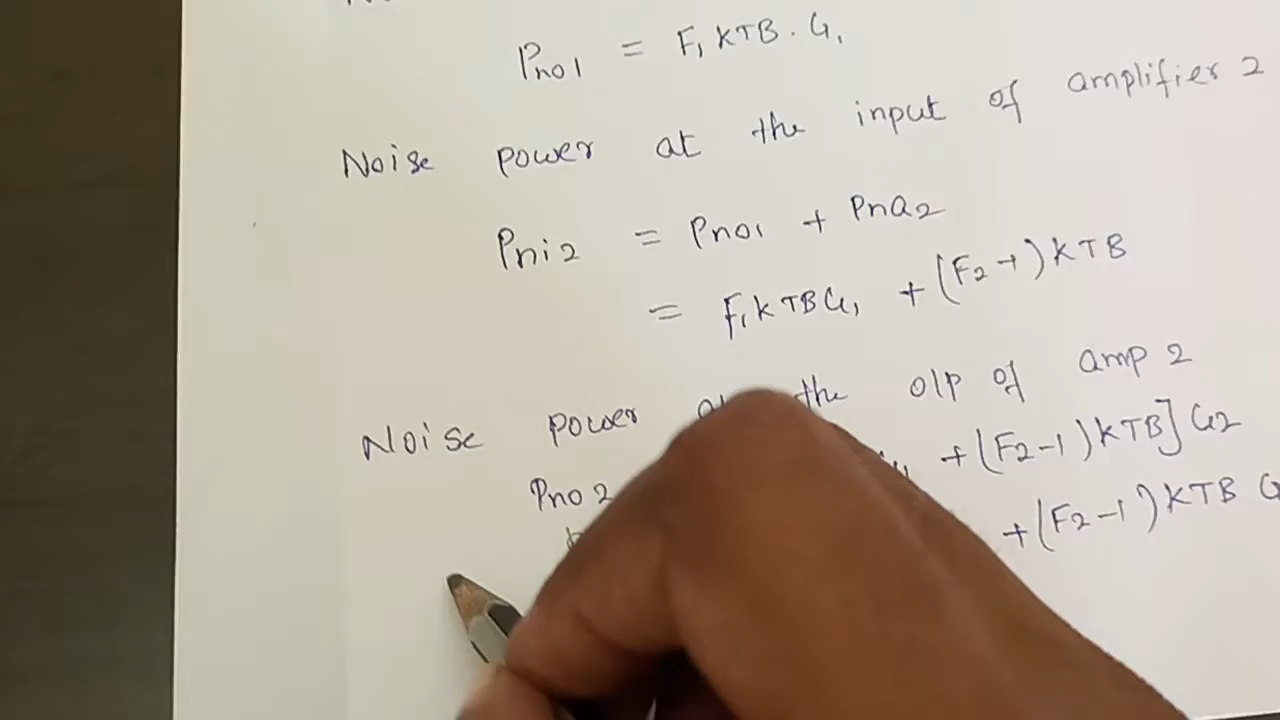 Pno1 = F1 KTB . G1
Noise power at the input of amplifier 2
Pni2 = Pno1 + Pna2
= F1 KTBG1 + (F2-1) KTB
Noise power the O/P of amp 2
Pno2 + (F2-1) KTB] G2
+ (F2-1) KTB G